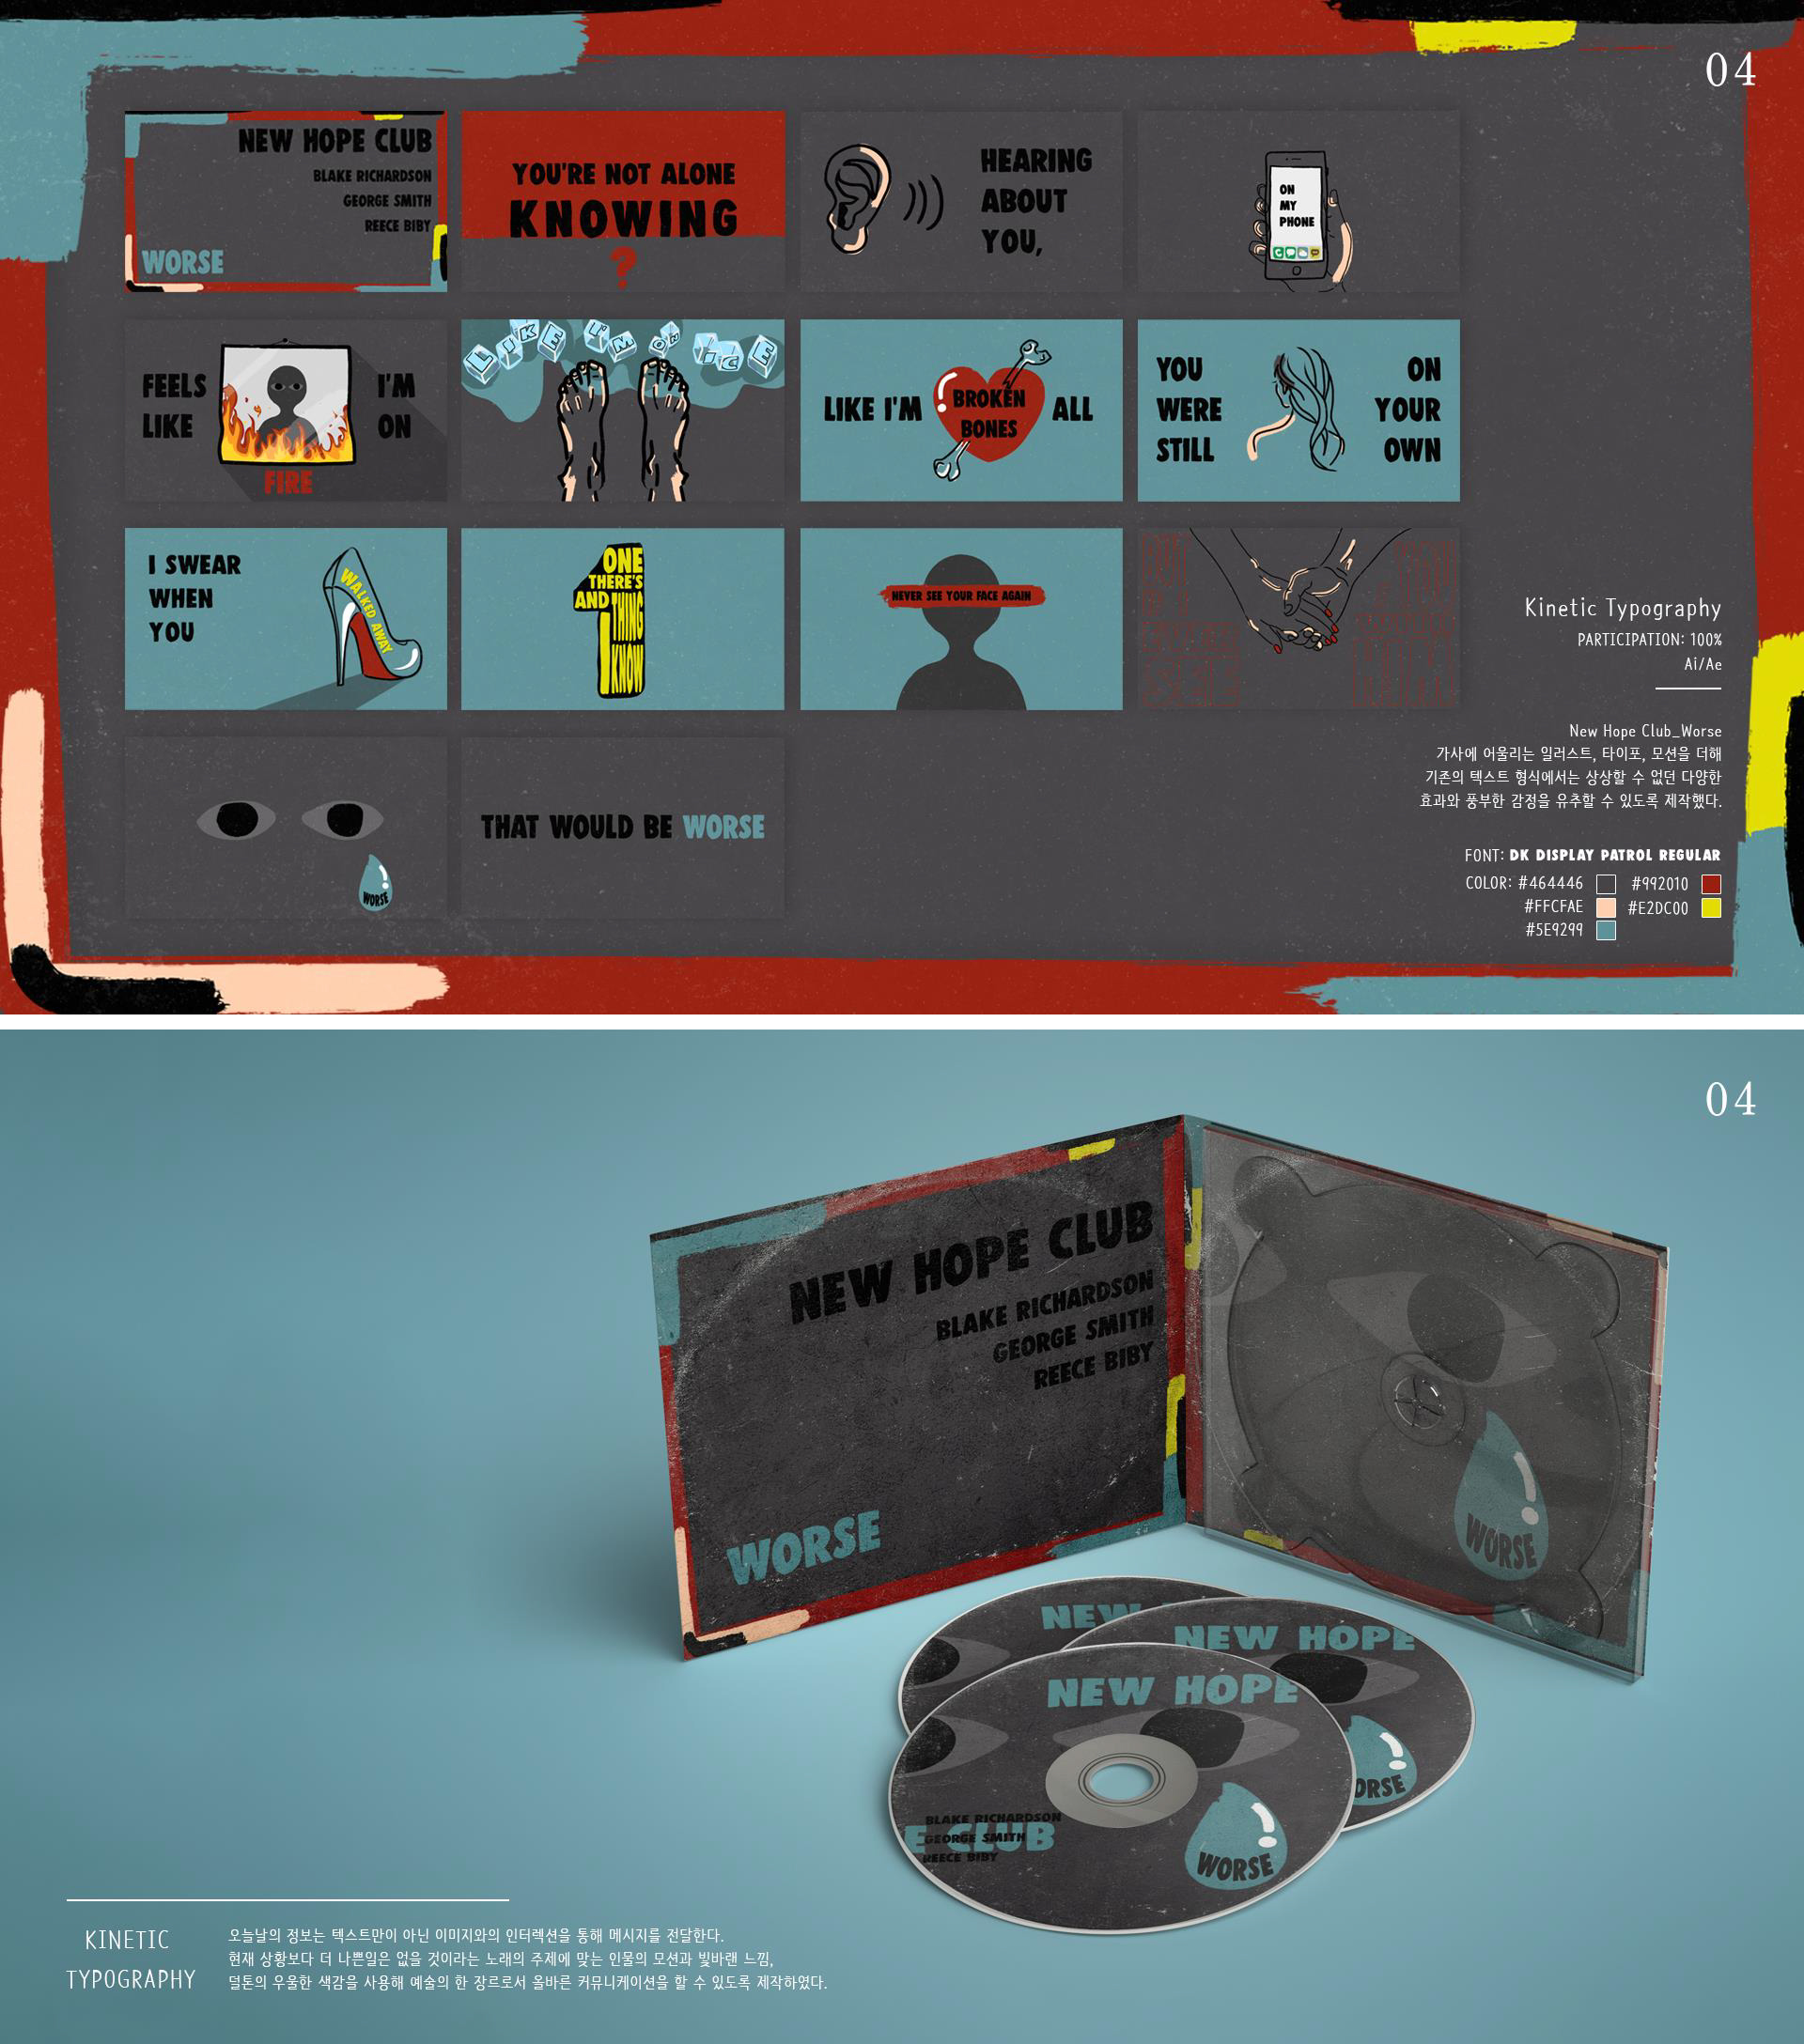 04
NEW HOPE CLUB
BLAKE RICHARDSON
GEORGE SMITH
REECE BIBY
WORSE
YOU'RE NOT ALONE
KNOWING
?
HEARING
ABOUT
YOU,
ON
MY
PHONE
FEELS
LIKE
I'M
ON
FIRE
LIKE I'M ON ICE
LIKE I'M
BROKEN
BONES
ALL
YOU
WERE
STILL
ON
YOUR
OWN
I SWEAR
WHEN
YOU
WALKED AWAY
ONE
THERE'S
AND THING
I KNOW
NEVER SEE YOUR FACE AGAIN
WORSE
THAT WOULD BE WORSE
Kinetic Typography
PARTICIPATION: 100%
Ai/Ae
New Hope Club_Worse
가사에 어울리는 일러스트, 타이포, 모션을 더해
기존의 텍스트 형식에서는 상상할 수 없던 다양한
효과와 풍부한 감정을 유추할 수 있도록 제작했다.
FONT: DK DISPLAY PATROL REGULAR
COLOR: #464446 #992010
#FFCFAE #E2DC00
#5E9299
04
NEW HOPE CLUB
BLAKE RICHARDSON
GEORGE SMITH
REECE BIBY
WORSE
WORSE
NEW
NEW HOPE
ORSE
NEW HOPE
BLAKE RICHARDSON
E CLUB
GEORGE SMITH
REECE BIBY
WORSE
KINETIC
TYPOGRAPHY
오늘날의 정보는 텍스트만이 아닌 이미지와의 인터렉션을 통해 메시지를 전달한다.
현재 상황보다 더 나쁜일은 없을 것이라는 노래의 주제에 맞는 인물의 모션과 빛바랜 느낌,
덜톤의 우울한 색감을 사용해 예술의 한 장르로서 올바른 커뮤니케이션을 할 수 있도록 제작하였다.